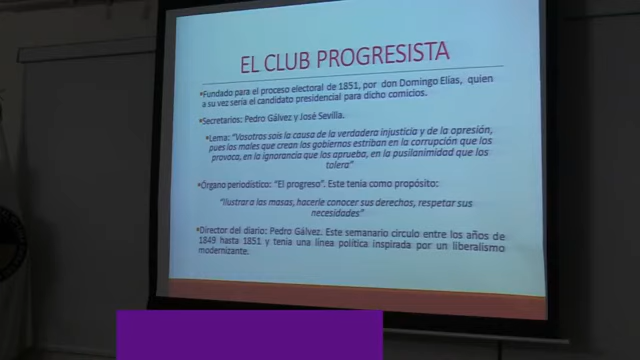 EL CLUB PROGRESISTA
•Fundado para el proceso electoral de 1851, por don Domingo Elías, quien
a su vez sería el candidato presidencial para dicho comicios.
•Secretarios: Pedro Gálvez y José Sevilla.
•Lema: “Vosotros sois la causa de la verdadera injusticia y de la opresión,
pues los males que crean los gobiernos estriban en la corrupción que los
provoca, en la ignorancia que los aprueba, en la pusilanimidad que los
tolera”
•Órgano periodístico: “El progreso”. Este tenía como propósito:
“Ilustrar a las masas, hacerle conocer sus derechos, respetar sus
necesidades”
•Director del diario: Pedro Gálvez. Este semanario circulo entre los años de
1849 hasta 1851 y tenía una línea política inspirada por un liberalismo
modernizante.